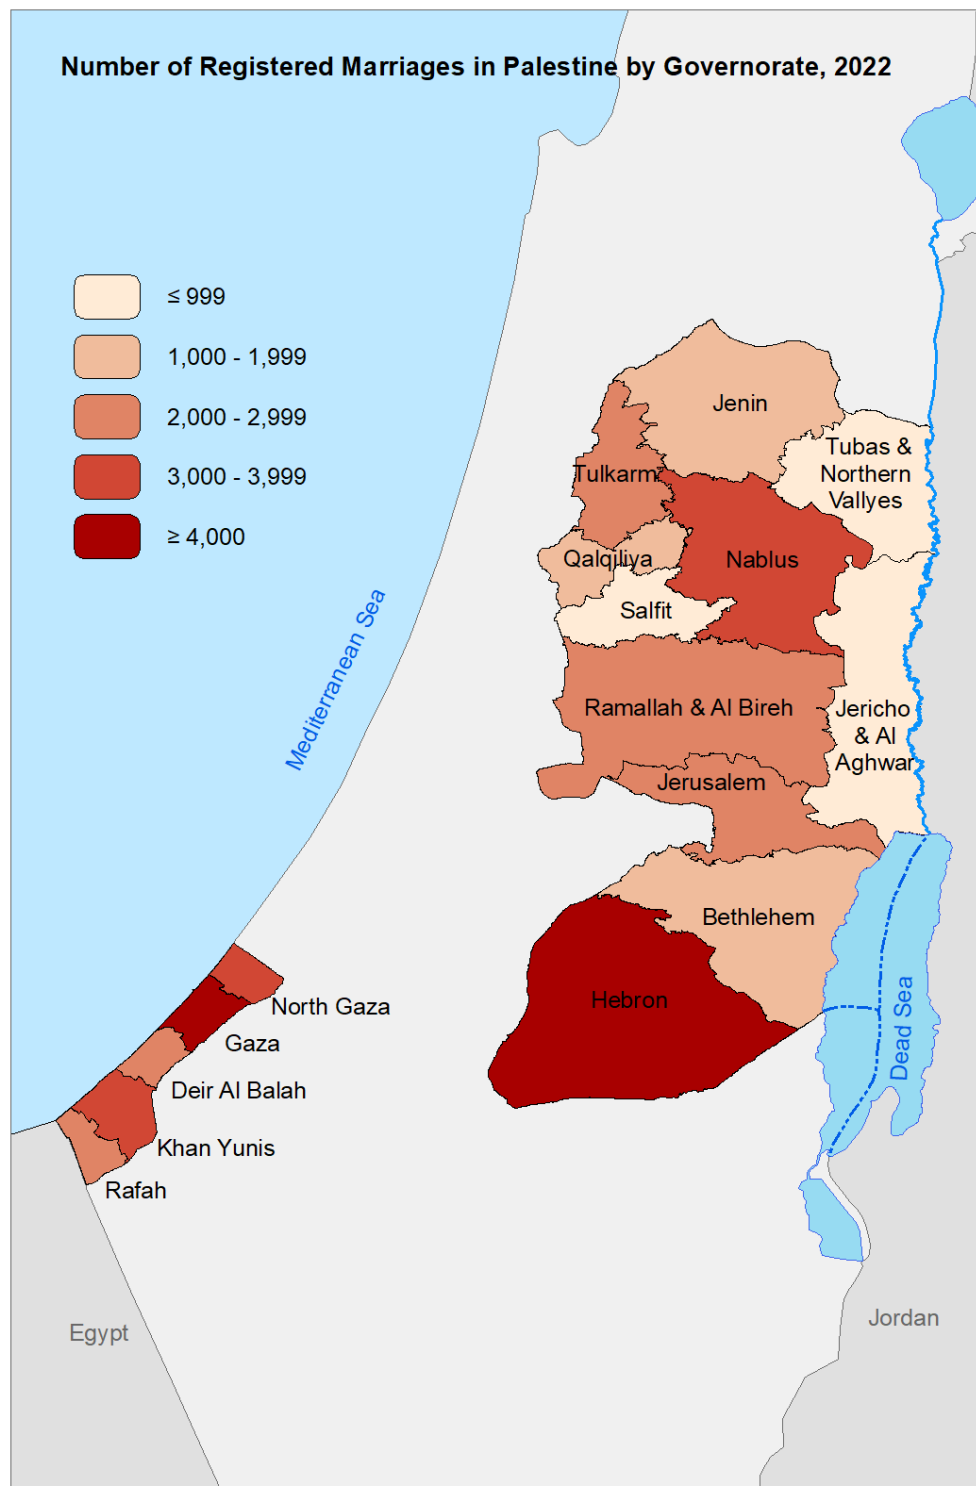 Number of Registered Marriages in Palestine by Governorate, 2022
≤ 999
1,000 - 1,999
2,000 - 2,999
3,000 - 3,999
≥ 4,000
Mediterranean Sea
Jenin
Tubas &
Northern
Vallyes
Tulkarm
Qalqiliya
Nablus
Salfit
Ramallah & Al Bireh
Jericho
& Al
Aghwar
Jerusalem
Bethlehem
Hebron
Dead Sea
North Gaza
Gaza
Deir Al Balah
Khan Yunis
Rafah
Egypt
Jordan